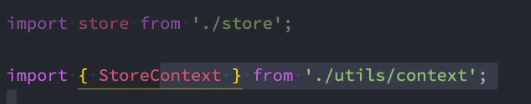 import store from './store';
import { StoreContext } from './utils/context';